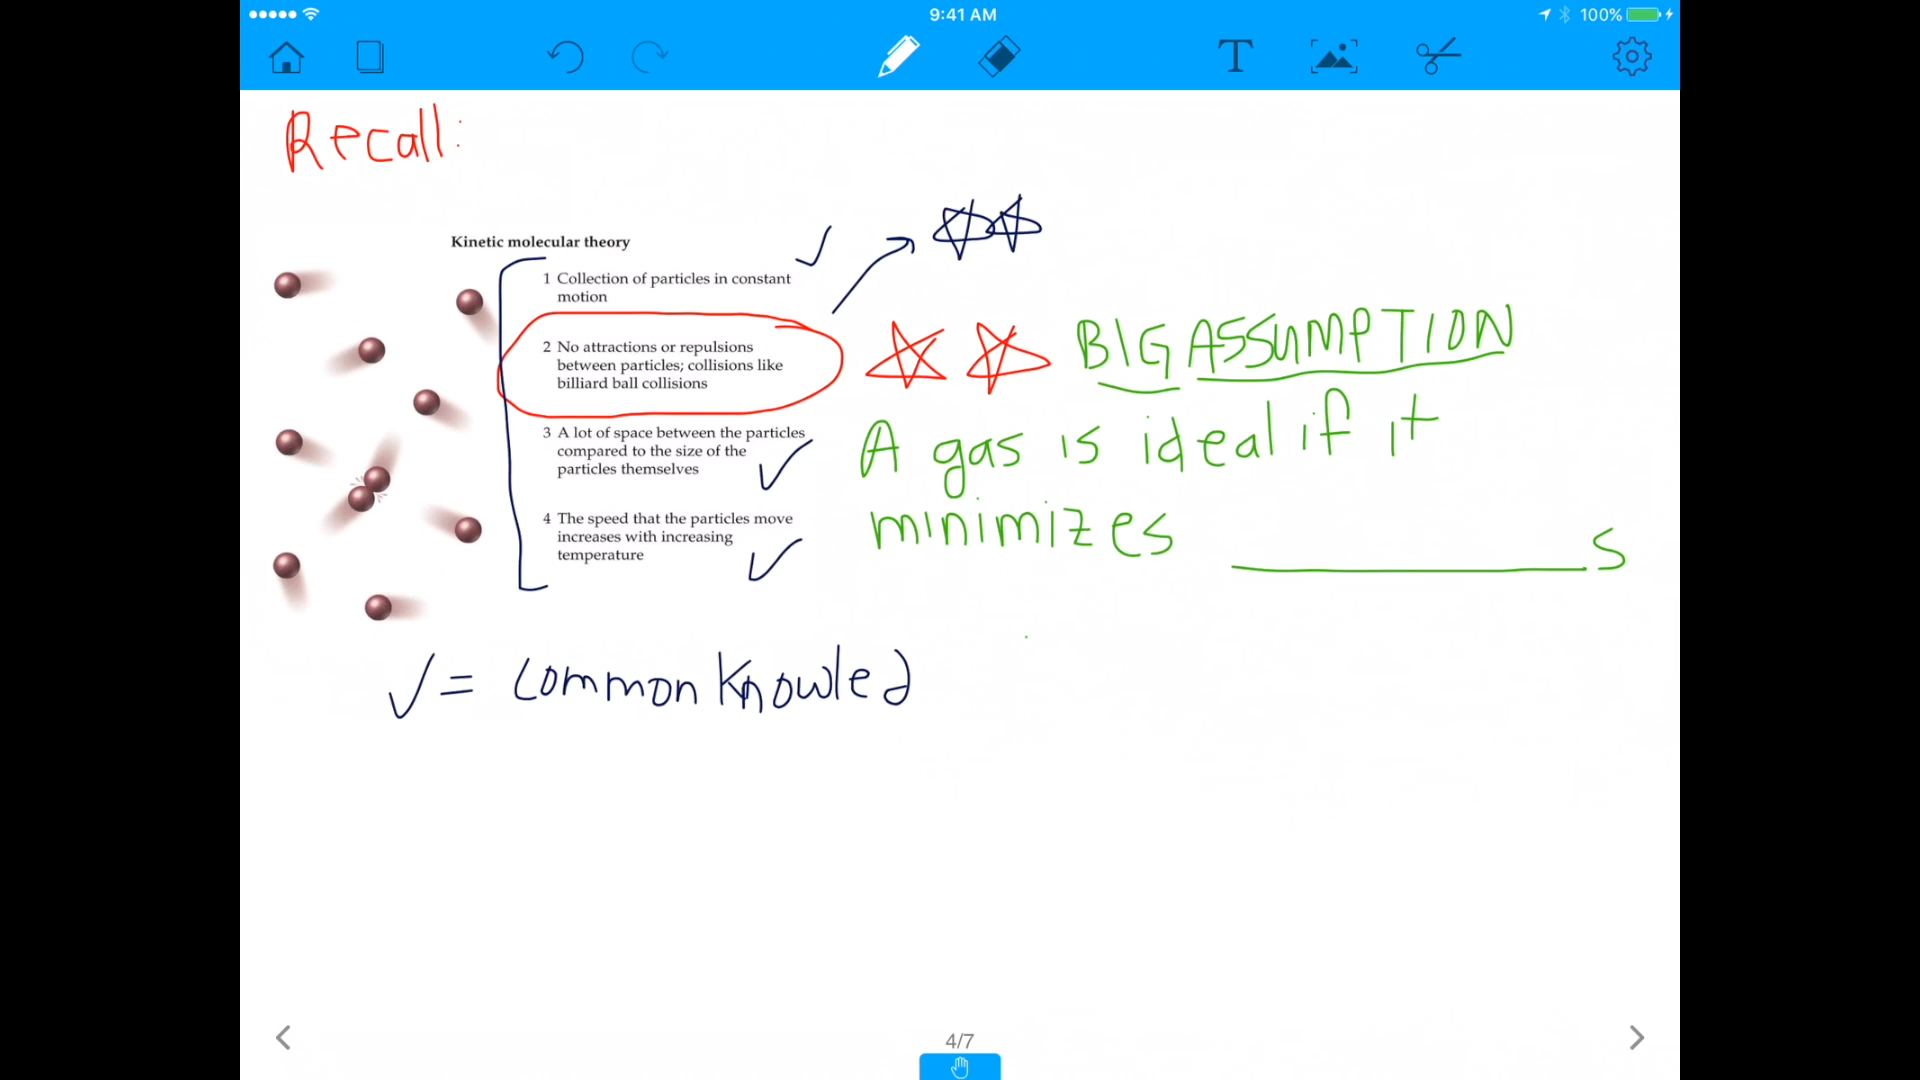 9:41 AM
100%
T
Recall:
Kinetic molecular theory
1 Collection of particles in constant
motion
2 No attractions or repulsions
between particles; collisions like
billiard ball collisions
3 A lot of space between the particles
compared to the size of the
particles themselves
4 The speed that the particles move
increases with increasing
temperature
BIG ASSUMPTION
A gas is ideal if it
minimizes __________s
✓ = Common Knowled
4/7